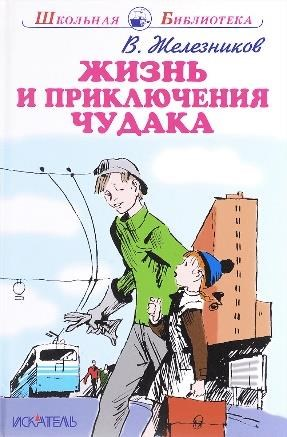 Школьная Библиотека
В. Железников
ЖИЗНЬ
И ПРИКЛЮЧЕНИЯ
ЧУДАКА
ИСКАТЕЛЬ